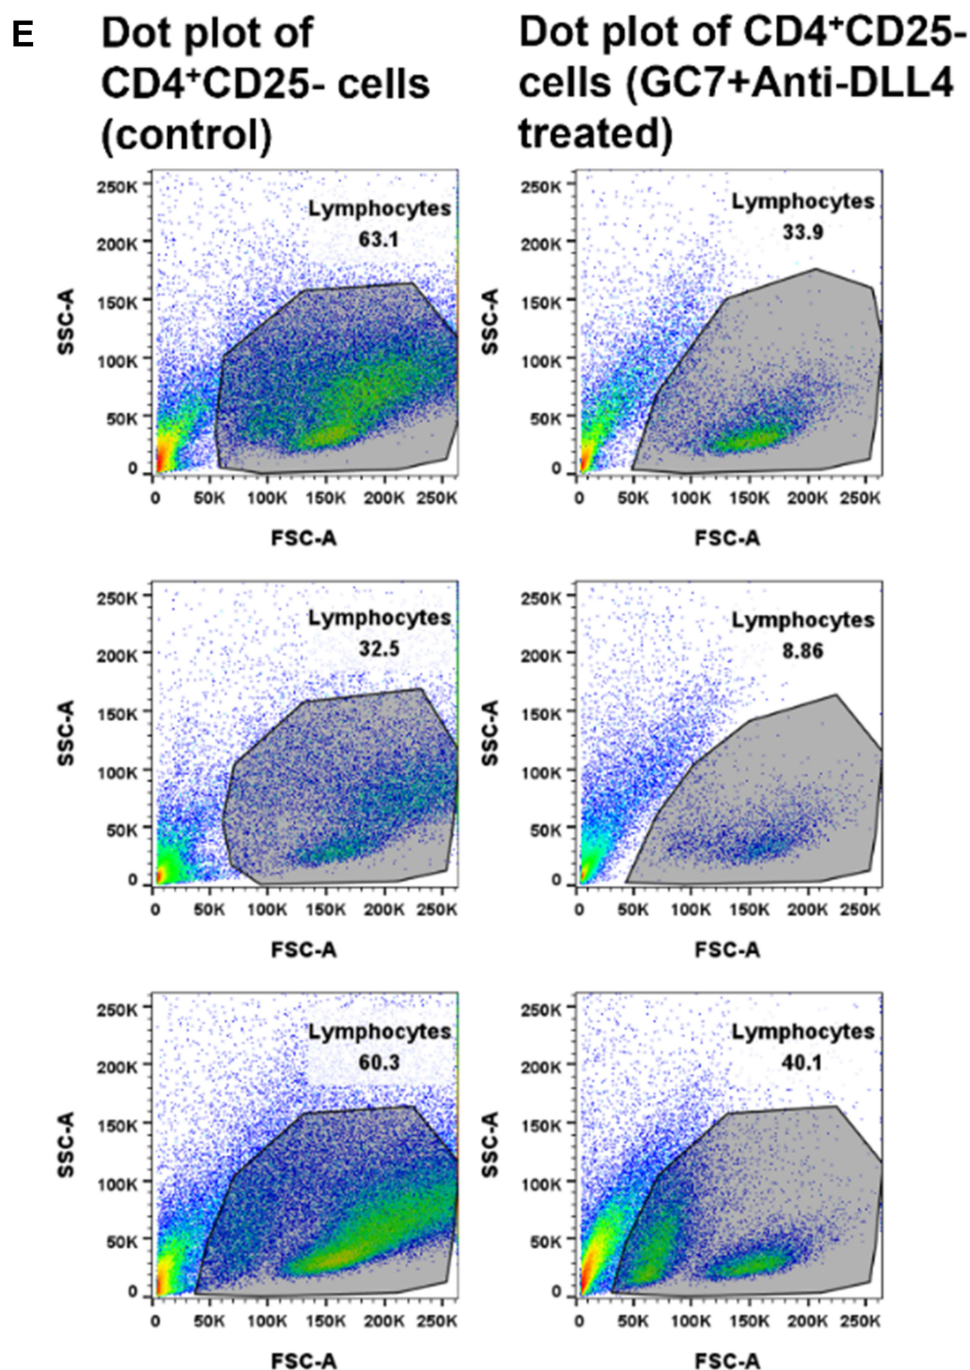 E
Dot plot of
CD4⁺CD25- cells
(control)
Dot plot of CD4⁺CD25-
cells (GC7+Anti-DLL4
treated)
250K
200K
150K
100K
50K
0
SSC-A
Lymphocytes
63.1
0 50K 100K 150K 200K 250K
FSC-A
250K
200K
150K
100K
50K
0
SSC-A
Lymphocytes
33.9
0 50K 100K 150K 200K 250K
FSC-A
250K
200K
150K
100K
50K
0
SSC-A
Lymphocytes
32.5
0 50K 100K 150K 200K 250K
FSC-A
250K
200K
150K
100K
50K
0
SSC-A
Lymphocytes
8.86
0 50K 100K 150K 200K 250K
FSC-A
250K
200K
150K
100K
50K
0
SSC-A
Lymphocytes
60.3
0 50K 100K 150K 200K 250K
FSC-A
250K
200K
150K
100K
50K
0
SSC-A
Lymphocytes
40.1
0 50K 100K 150K 200K 250K
FSC-A